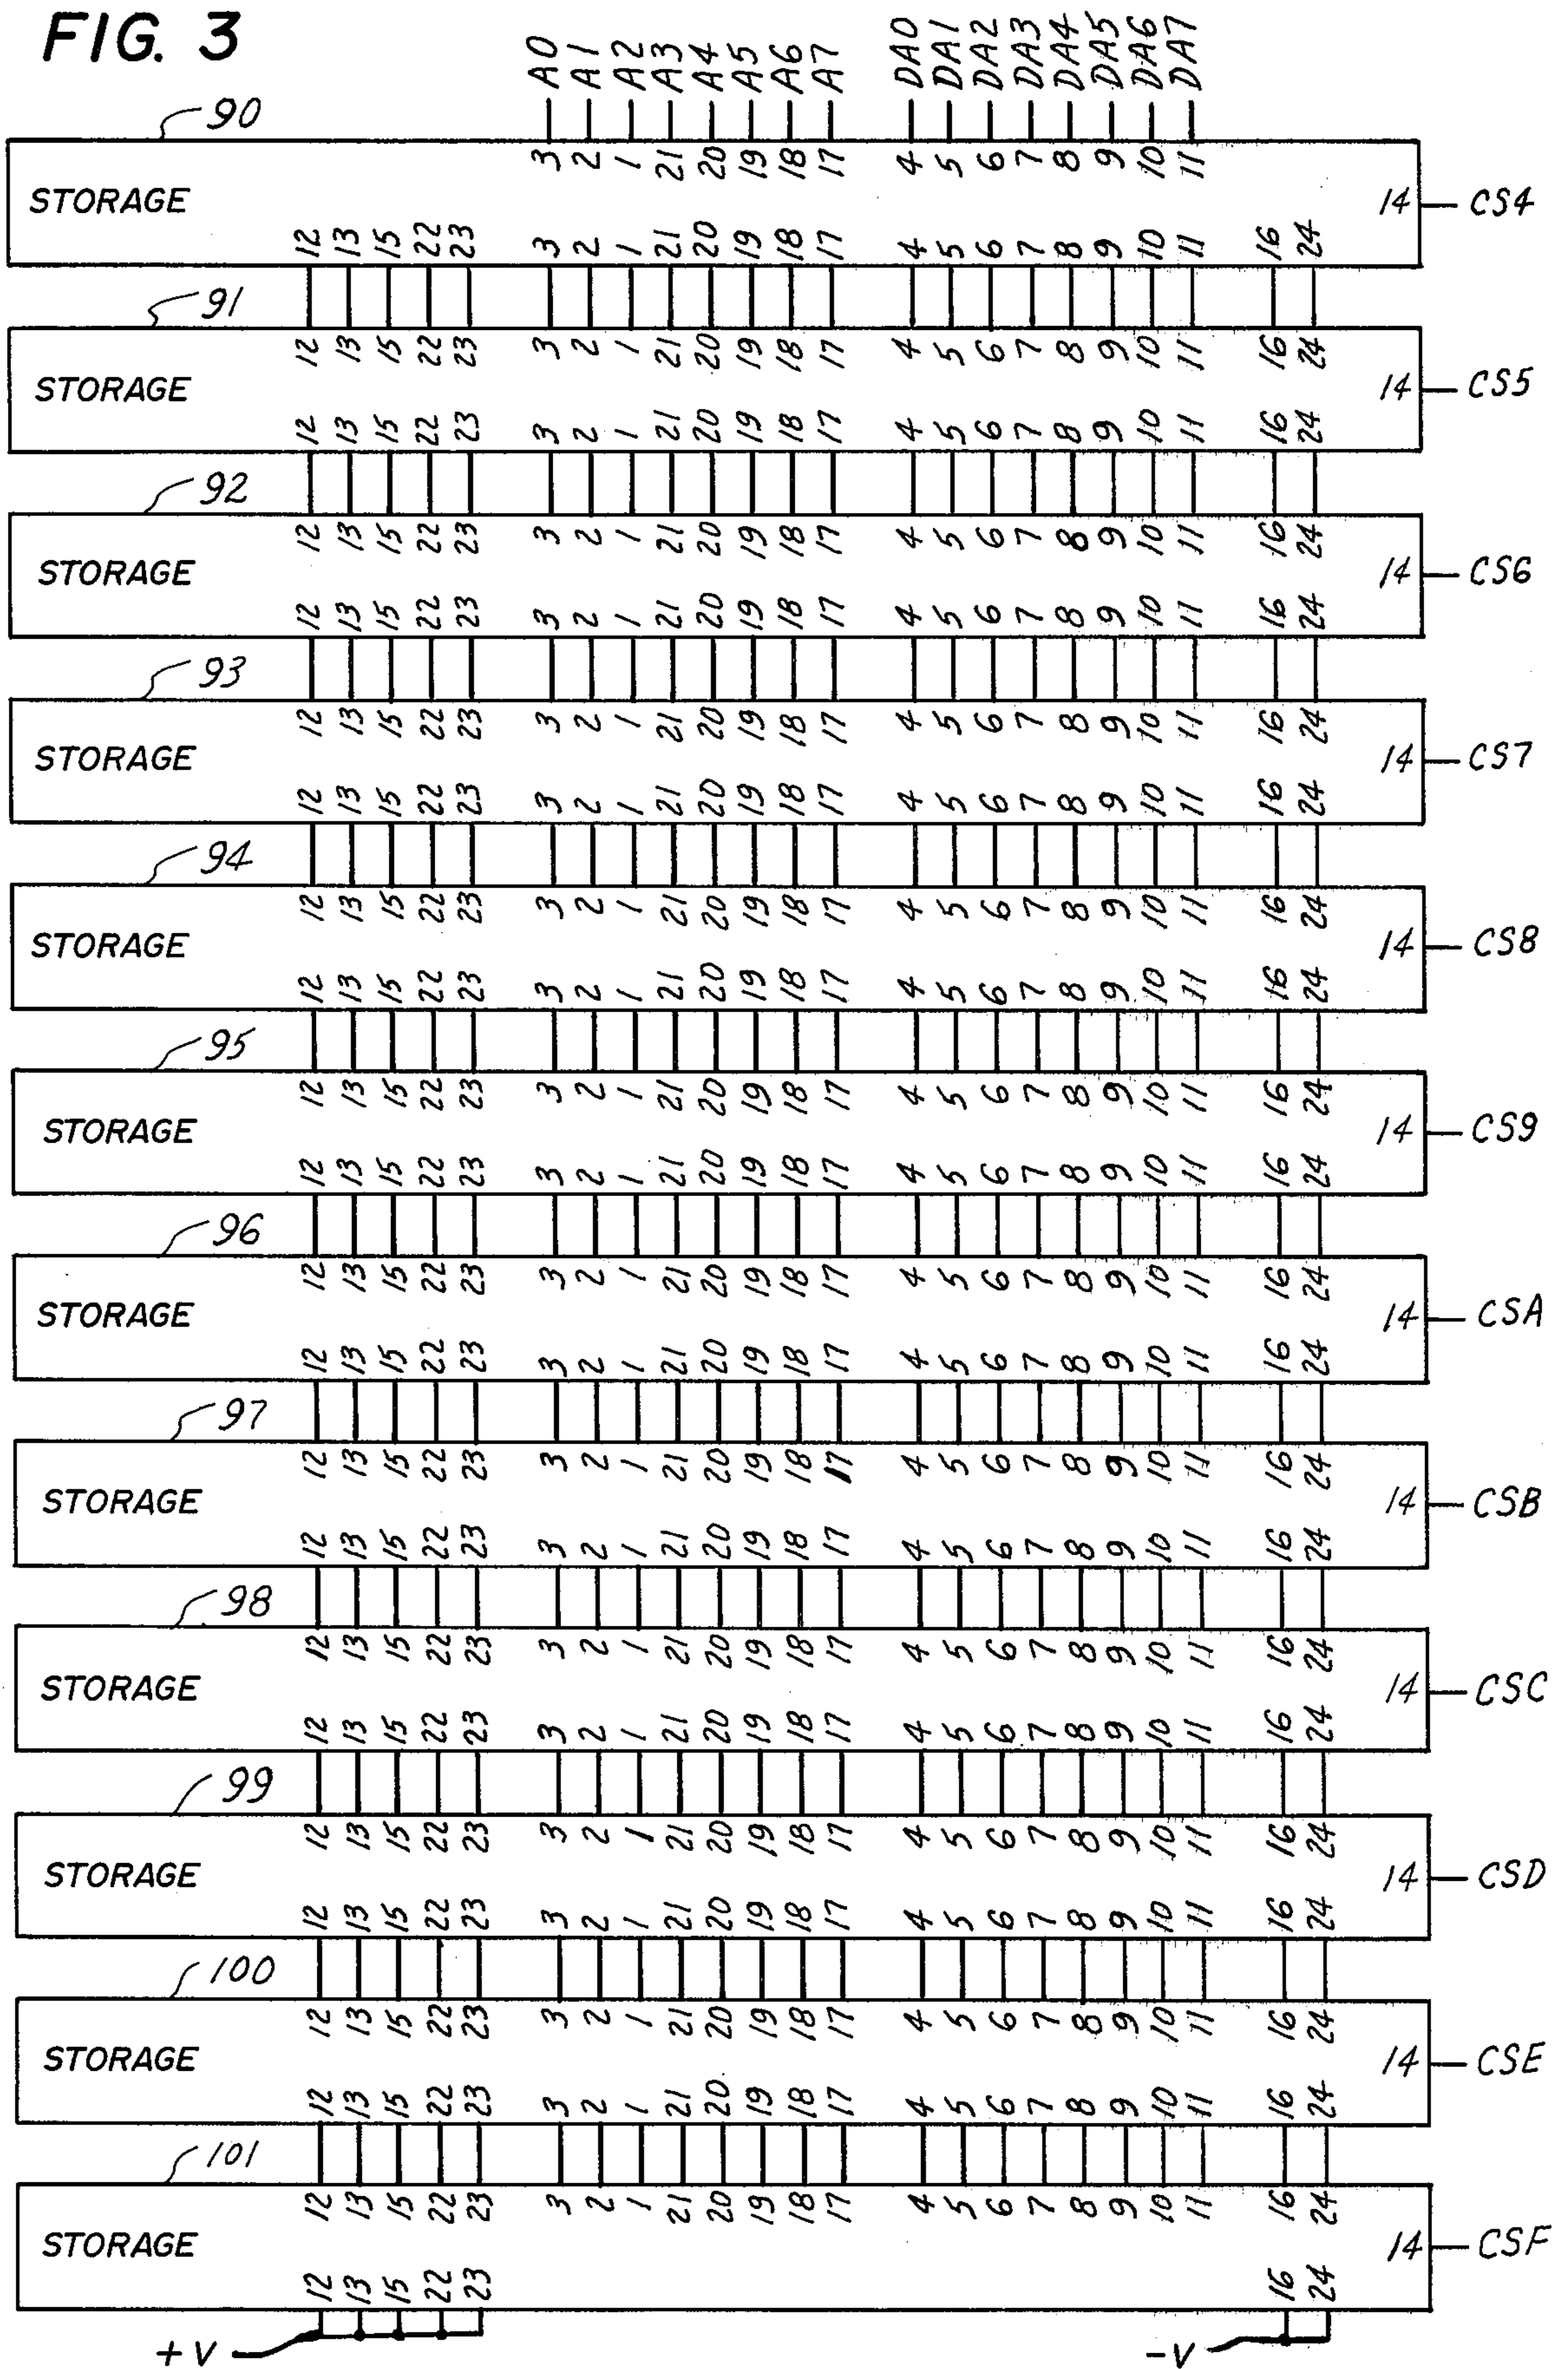 FIG. 3
A0 A1 A2 A3 A4 A5 A6 A7 DA0 DA1 DA2 DA3 DA4 DA5 DA6 DA7
90
3 2 1 21 20 19 18 17 4 5 6 7 8 9 10 11
STORAGE 14 CS4
12 13 15 22 23 3 2 1 21 20 19 18 17 4 5 6 7 8 9 10 11 16 24
91
12 13 15 22 23 3 2 1 21 20 19 18 17 4 5 6 7 8 9 10 11 16 24
STORAGE 14 CS5
12 13 15 22 23 3 2 1 21 20 19 18 17 4 5 6 7 8 9 10 11 16 24
92
12 13 15 22 23 3 2 1 21 20 19 18 17 4 5 6 7 8 9 10 11 16 24
STORAGE 14 CS6
12 13 15 22 23 3 2 1 21 20 19 18 17 4 5 6 7 8 9 10 11 16 24
93
12 13 15 22 23 3 2 1 21 20 19 18 17 4 5 6 7 8 9 10 11 16 24
STORAGE 14 CS7
12 13 15 22 23 3 2 1 21 20 19 18 17 4 5 6 7 8 9 10 11 16 24
94
12 13 15 22 23 3 2 1 21 20 19 18 17 4 5 6 7 8 9 10 11 16 24
STORAGE 14 CS8
12 13 15 22 23 3 2 1 21 20 19 18 17 4 5 6 7 8 9 10 11 16 24
95
12 13 15 22 23 3 2 1 21 20 19 18 17 4 5 6 7 8 9 10 11 16 24
STORAGE 14 CS9
12 13 15 22 23 3 2 1 21 20 19 18 17 4 5 6 7 8 9 10 11 16 24
96
12 13 15 22 23 3 2 1 21 20 19 18 17 4 5 6 7 8 9 10 11 16 24
STORAGE 14 CSA
12 13 15 22 23 3 2 1 21 20 19 18 17 4 5 6 7 8 9 10 11 16 24
97
12 13 15 22 23 3 2 1 21 20 19 18 17 4 5 6 7 8 9 10 11 16 24
STORAGE 14 CSB
12 13 15 22 23 3 2 1 21 20 19 18 17 4 5 6 7 8 9 10 11 16 24
98
12 13 15 22 23 3 2 1 21 20 19 18 17 4 5 6 7 8 9 10 11 16 24
STORAGE 14 CSC
12 13 15 22 23 3 2 1 21 20 19 18 17 4 5 6 7 8 9 10 11 16 24
99
12 13 15 22 23 3 2 1 21 20 19 18 17 4 5 6 7 8 9 10 11 16 24
STORAGE 14 CSD
12 13 15 22 23 3 2 1 21 20 19 18 17 4 5 6 7 8 9 10 11 16 24
100
12 13 15 22 23 3 2 1 21 20 19 18 17 4 5 6 7 8 9 10 11 16 24
STORAGE 14 CSE
12 13 15 22 23 3 2 1 21 20 19 18 17 4 5 6 7 8 9 10 11 16 24
101
12 13 15 22 23 3 2 1 21 20 19 18 17 4 5 6 7 8 9 10 11 16 24
STORAGE 14 CSF
12 13 15 22 23 16 24
+V -V